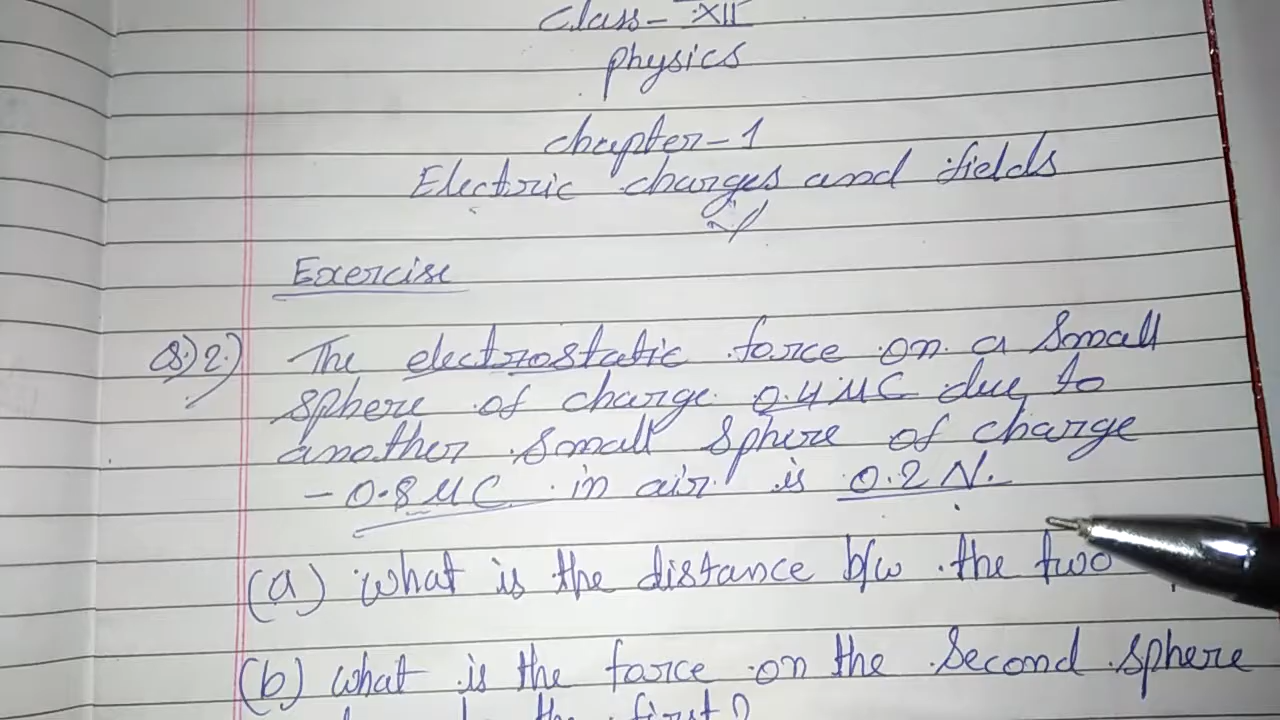 Class - XII
physics
chapter - 1
Electric charges and fields
Exercise
Q.) 2.) The electrostatic force on a small
sphere of charge 0.4 μC due to
another small sphere of charge
- 0.8 μC in air is 0.2 N.
(a) What is the distance b/w the two
(b) What is the force on the second sphere
the first?